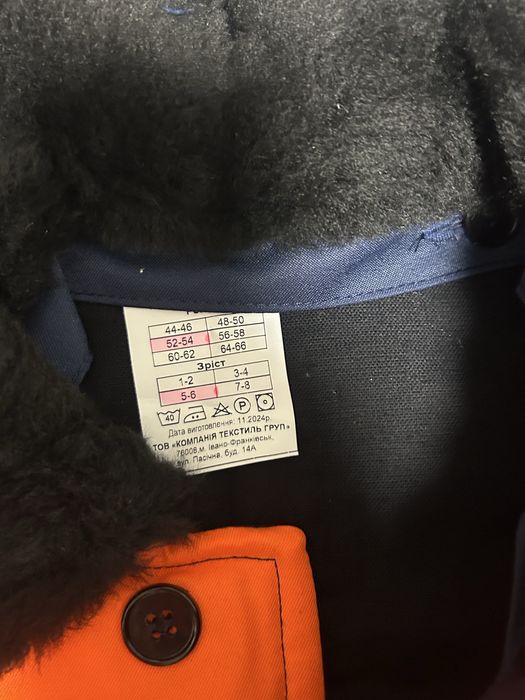 44-46 48-50
52-54 56-58
60-62 64-66
Зріст
1-2 3-4
5-6 7-8
40 P
Дата виготовлення: 11.2024р.
ТОВ «КОМПАНІЯ ТЕКСТИЛЬ ГРУП»
76008,м. Івано-Франківськ,
вул. Пасічна, буд. 14А